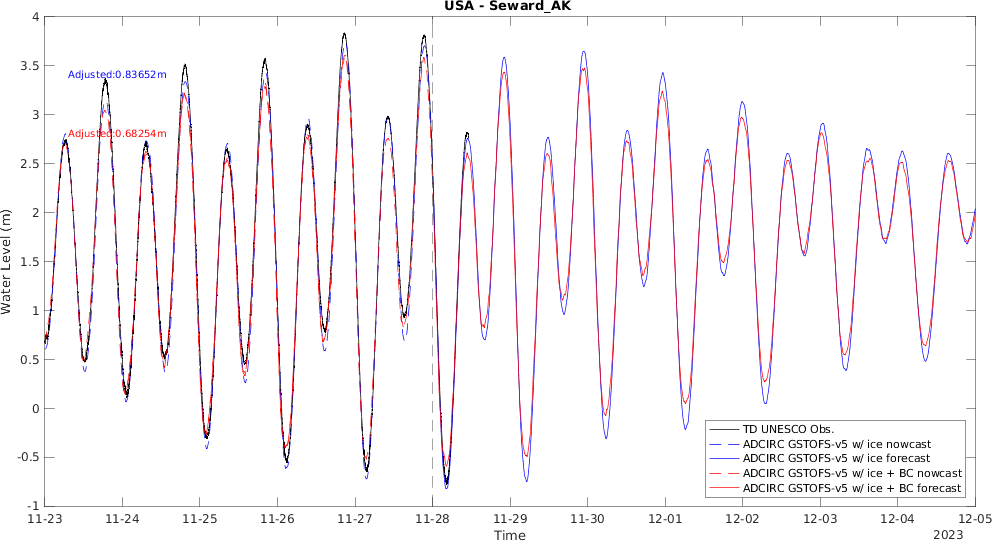 USA - Seward_AK
4
3.5
3
2.5
2
1.5
1
0.5
0
-0.5
-1
Water Level (m)
Adjusted:0.83652m
Adjusted:0.68254m
TD UNESCO Obs.
ADCIRC GSTOFS-v5 w/ ice nowcast
ADCIRC GSTOFS-v5 w/ ice forecast
ADCIRC GSTOFS-v5 w/ ice + BC nowcast
ADCIRC GSTOFS-v5 w/ ice + BC forecast
11-23 11-24 11-25 11-26 11-27 11-28 11-29 11-30 12-01 12-02 12-03 12-04 12-05
Time
2023